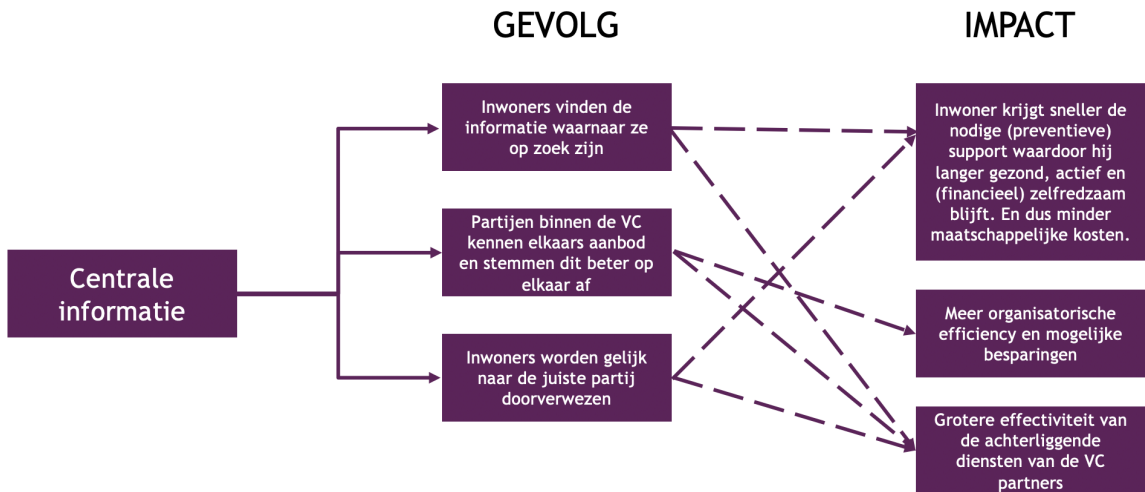 GEVOLG
IMPACT
Centrale
informatie
Inwoners vinden de
informatie waarnaar ze
op zoek zijn
Partijen binnen de VC
kennen elkaars aanbod
en stemmen dit beter op
elkaar af
Inwoners worden gelijk
naar de juiste partij
doorverwezen
Inwoner krijgt sneller de
nodige (preventieve)
support waardoor hij
langer gezond, actief en
(financieel) zelfredzaam
blijft. En dus minder
maatschappelijke kosten.
Meer organisatorische
efficiency en mogelijke
besparingen
Grotere effectiviteit van
de achterliggende
diensten van de VC
partners